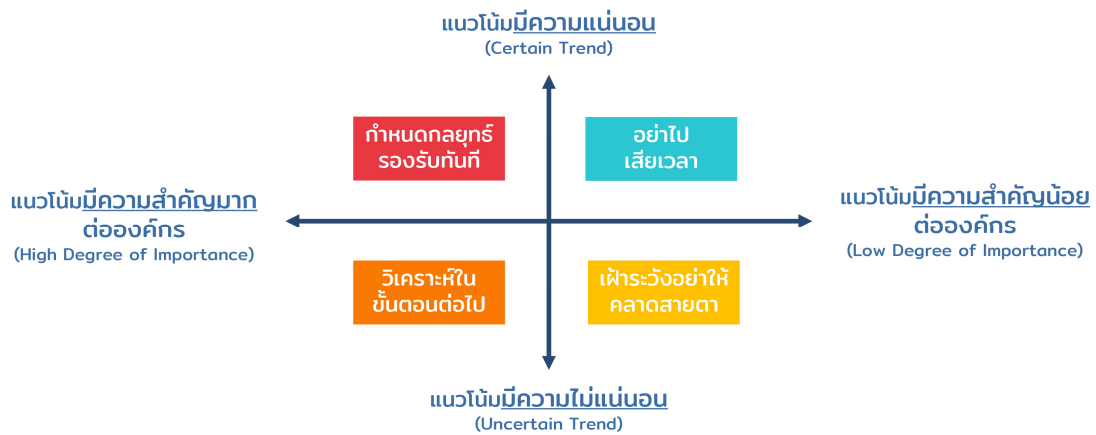 แนวโน้มมีความแน่นอน
(Certain Trend)
กำหนดกลยุทธ์
รองรับทันที
อย่าไป
เสียเวลา
แนวโน้มมีความสำคัญมาก
ต่อองค์กร
(High Degree of Importance)
แนวโน้มมีความสำคัญน้อย
ต่อองค์กร
(Low Degree of Importance)
วิเคราะห์ใน
ขั้นตอนต่อไป
เฝ้าระวังอย่าให้
คลาดสายตา
แนวโน้มมีความไม่แน่นอน
(Uncertain Trend)